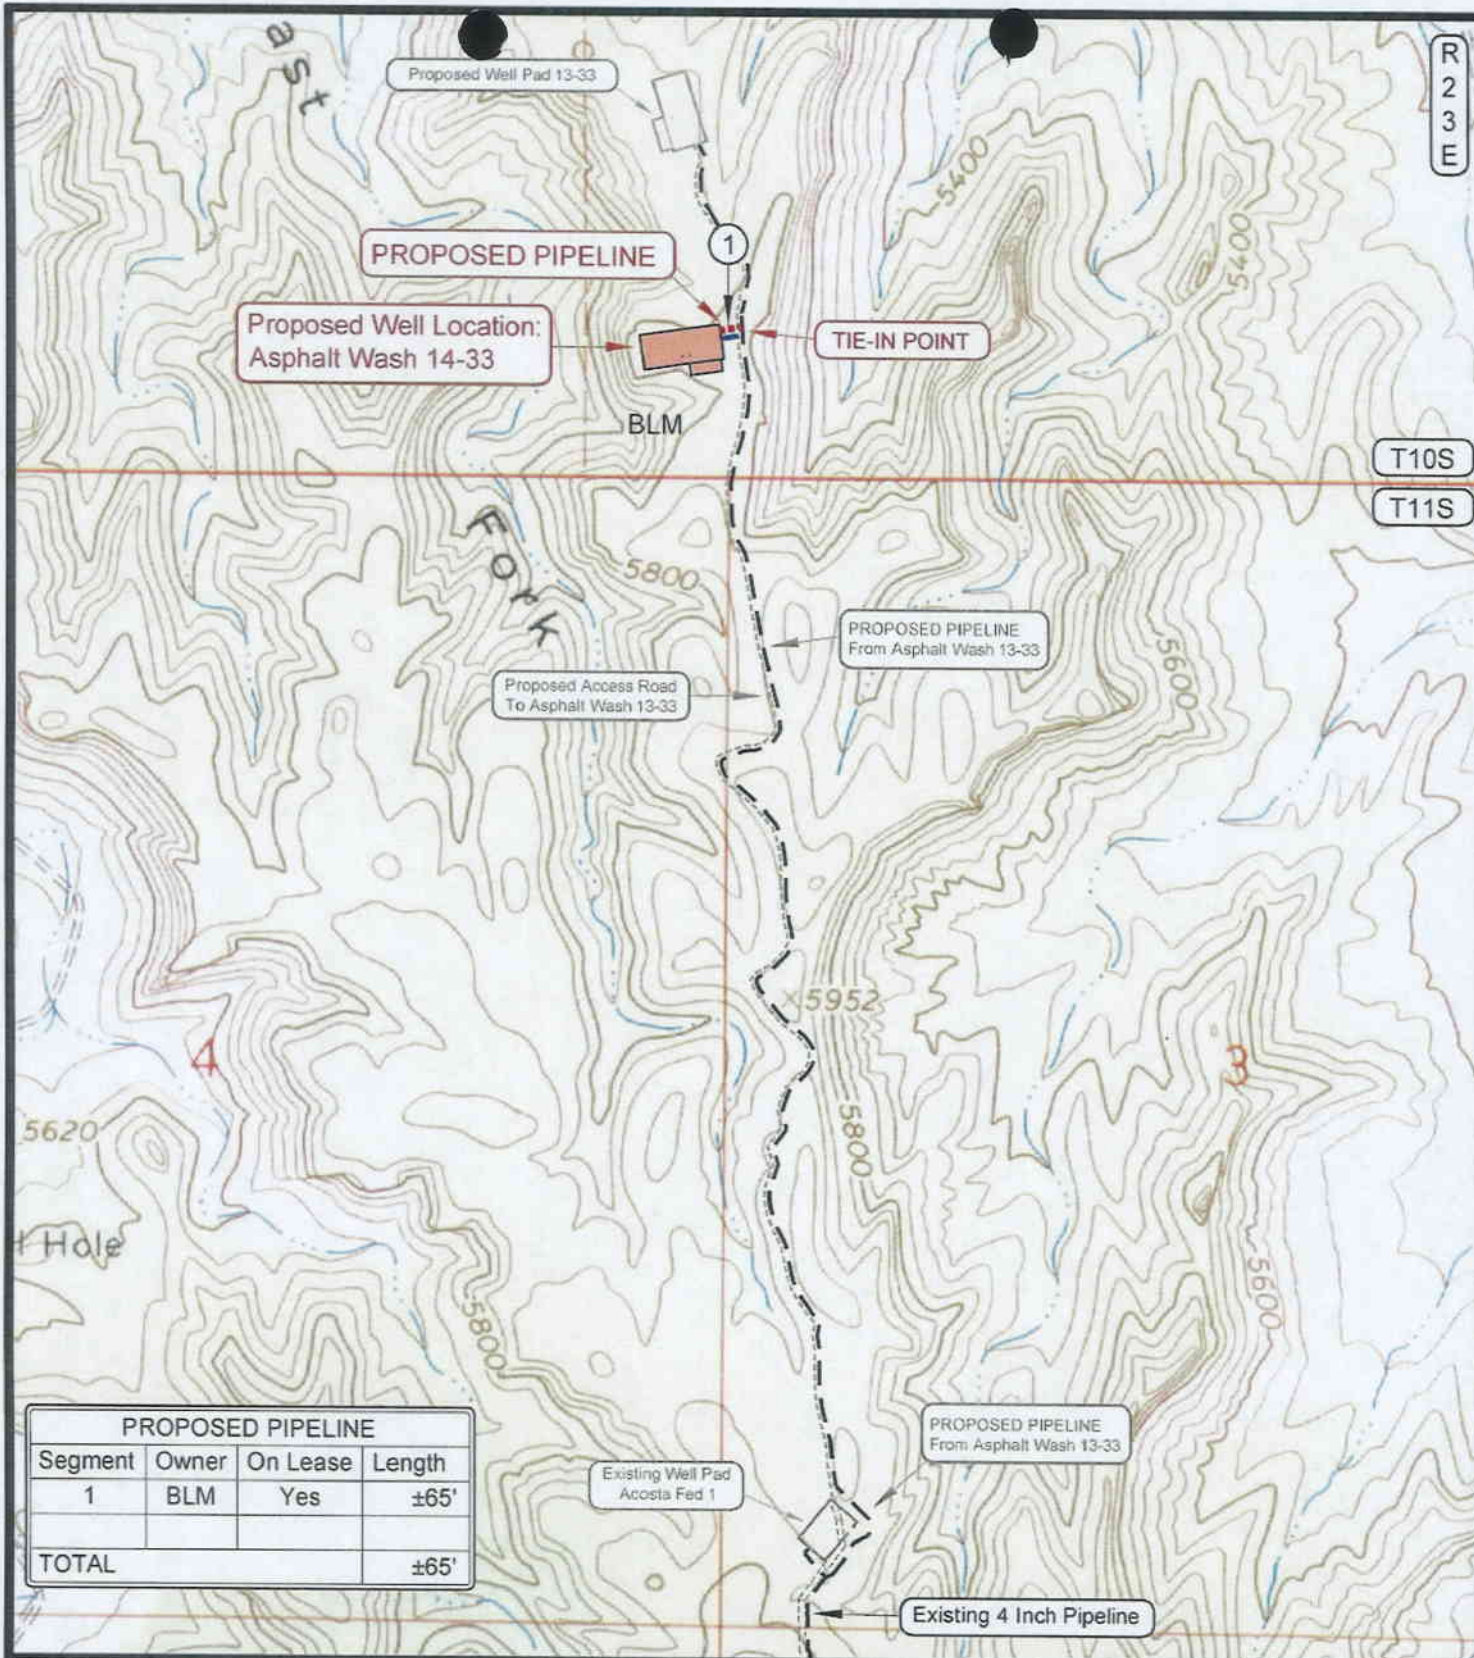 ast
Proposed Well Pad 13-33
R
2
3
E
5400
5400
1
PROPOSED PIPELINE
Proposed Well Location:
Asphalt Wash 14-33
TIE-IN POINT
BLM
T10S
T11S
Fork
5800
PROPOSED PIPELINE
From Asphalt Wash 13-33
5600
Proposed Access Road
To Asphalt Wash 13-33
5952
4
3
5620
5800
Hole
5600
5800
PROPOSED PIPELINE
Segment Owner On Lease Length
1 BLM Yes ±65'
TOTAL ±65'
PROPOSED PIPELINE
From Asphalt Wash 13-33
Existing Well Pad
Acosta Fed 1
Existing 4 Inch Pipeline